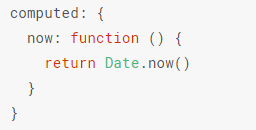 computed: {
  now: function () {
    return Date.now()
  }
}